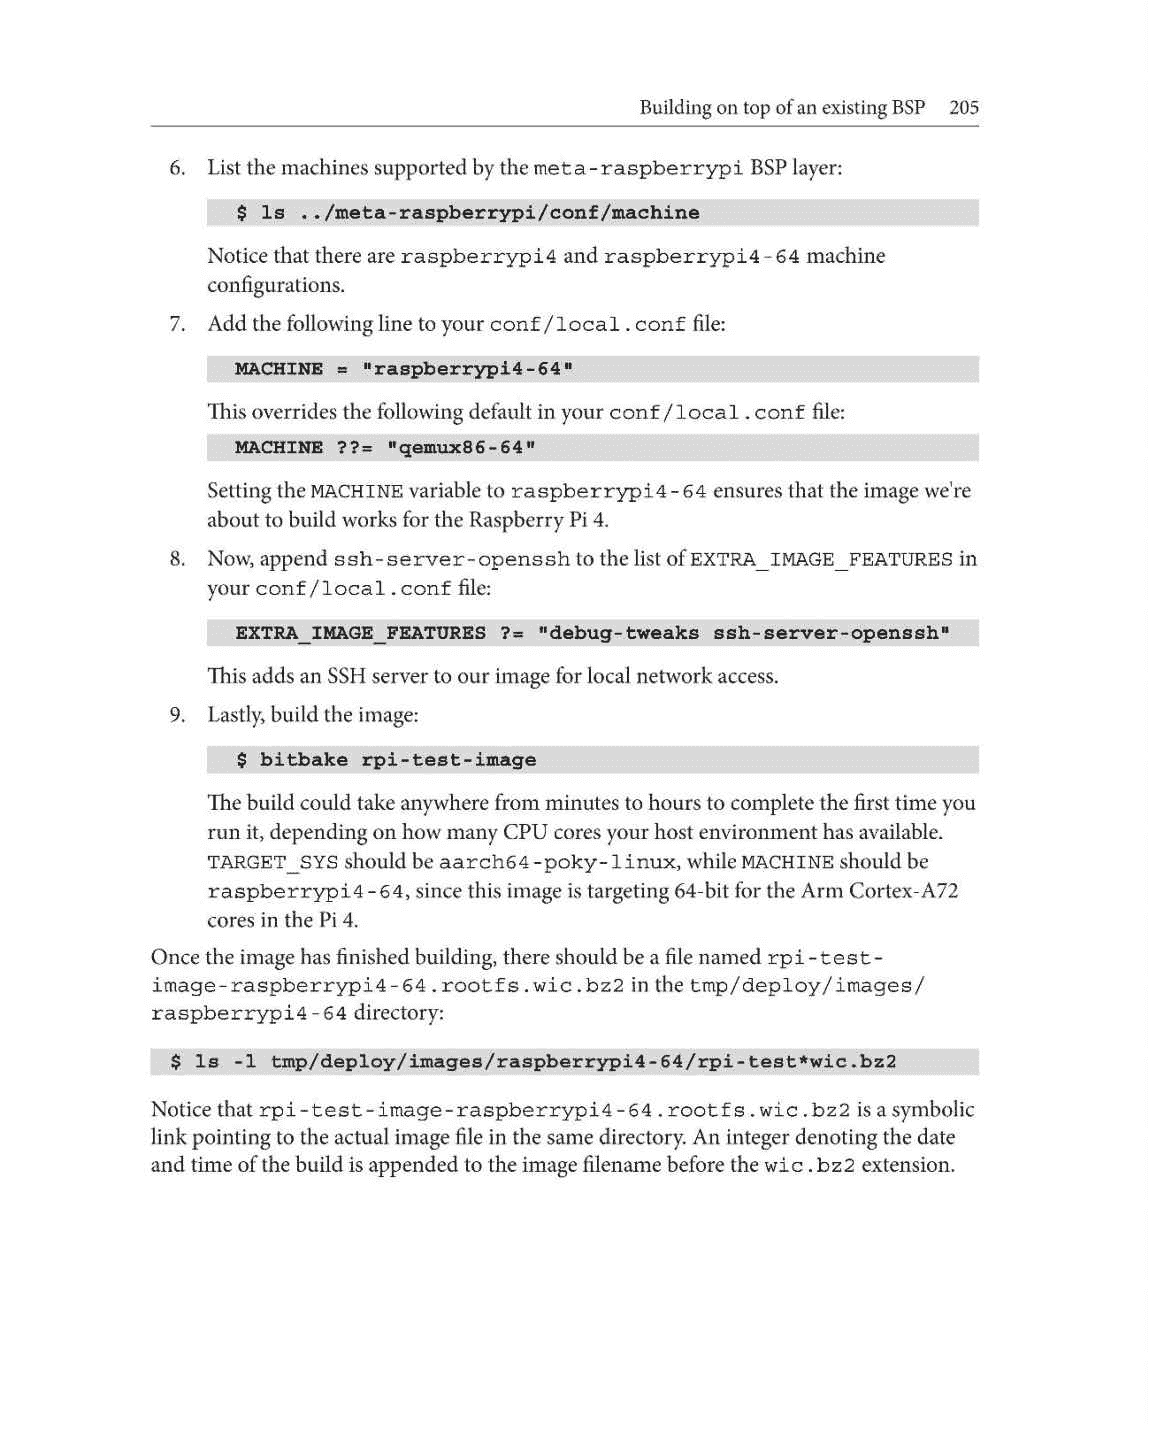 Building on top of an existing BSP 205
6. List the machines supported by the meta-raspberrypi BSP layer:
$ ls ../meta-raspberrypi/conf/machine
Notice that there are raspberrypi4 and raspberrypi4-64 machine
configurations.
7. Add the following line to your conf/local.conf file:
MACHINE = "raspberrypi4-64"
This overrides the following default in your conf/local.conf file:
MACHINE ??= "qemux86-64"
Setting the MACHINE variable to raspberrypi4-64 ensures that the image we're
about to build works for the Raspberry Pi 4.
8. Now, append ssh-server-openssh to the list of EXTRA_IMAGE_FEATURES in
your conf/local.conf file:
EXTRA_IMAGE_FEATURES ?= "debug-tweaks ssh-server-openssh"
This adds an SSH server to our image for local network access.
9. Lastly, build the image:
$ bitbake rpi-test-image
The build could take anywhere from minutes to hours to complete the first time you
run it, depending on how many CPU cores your host environment has available.
TARGET_SYS should be aarch64-poky-linux, while MACHINE should be
raspberrypi4-64, since this image is targeting 64-bit for the Arm Cortex-A72
cores in the Pi 4.
Once the image has finished building, there should be a file named rpi-test-
image-raspberrypi4-64.rootfs.wic.bz2 in the tmp/deploy/images/
raspberrypi4-64 directory:
$ ls -l tmp/deploy/images/raspberrypi4-64/rpi-test*wic.bz2
Notice that rpi-test-image-raspberrypi4-64.rootfs.wic.bz2 is a symbolic
link pointing to the actual image file in the same directory. An integer denoting the date
and time of the build is appended to the image filename before the wic.bz2 extension.